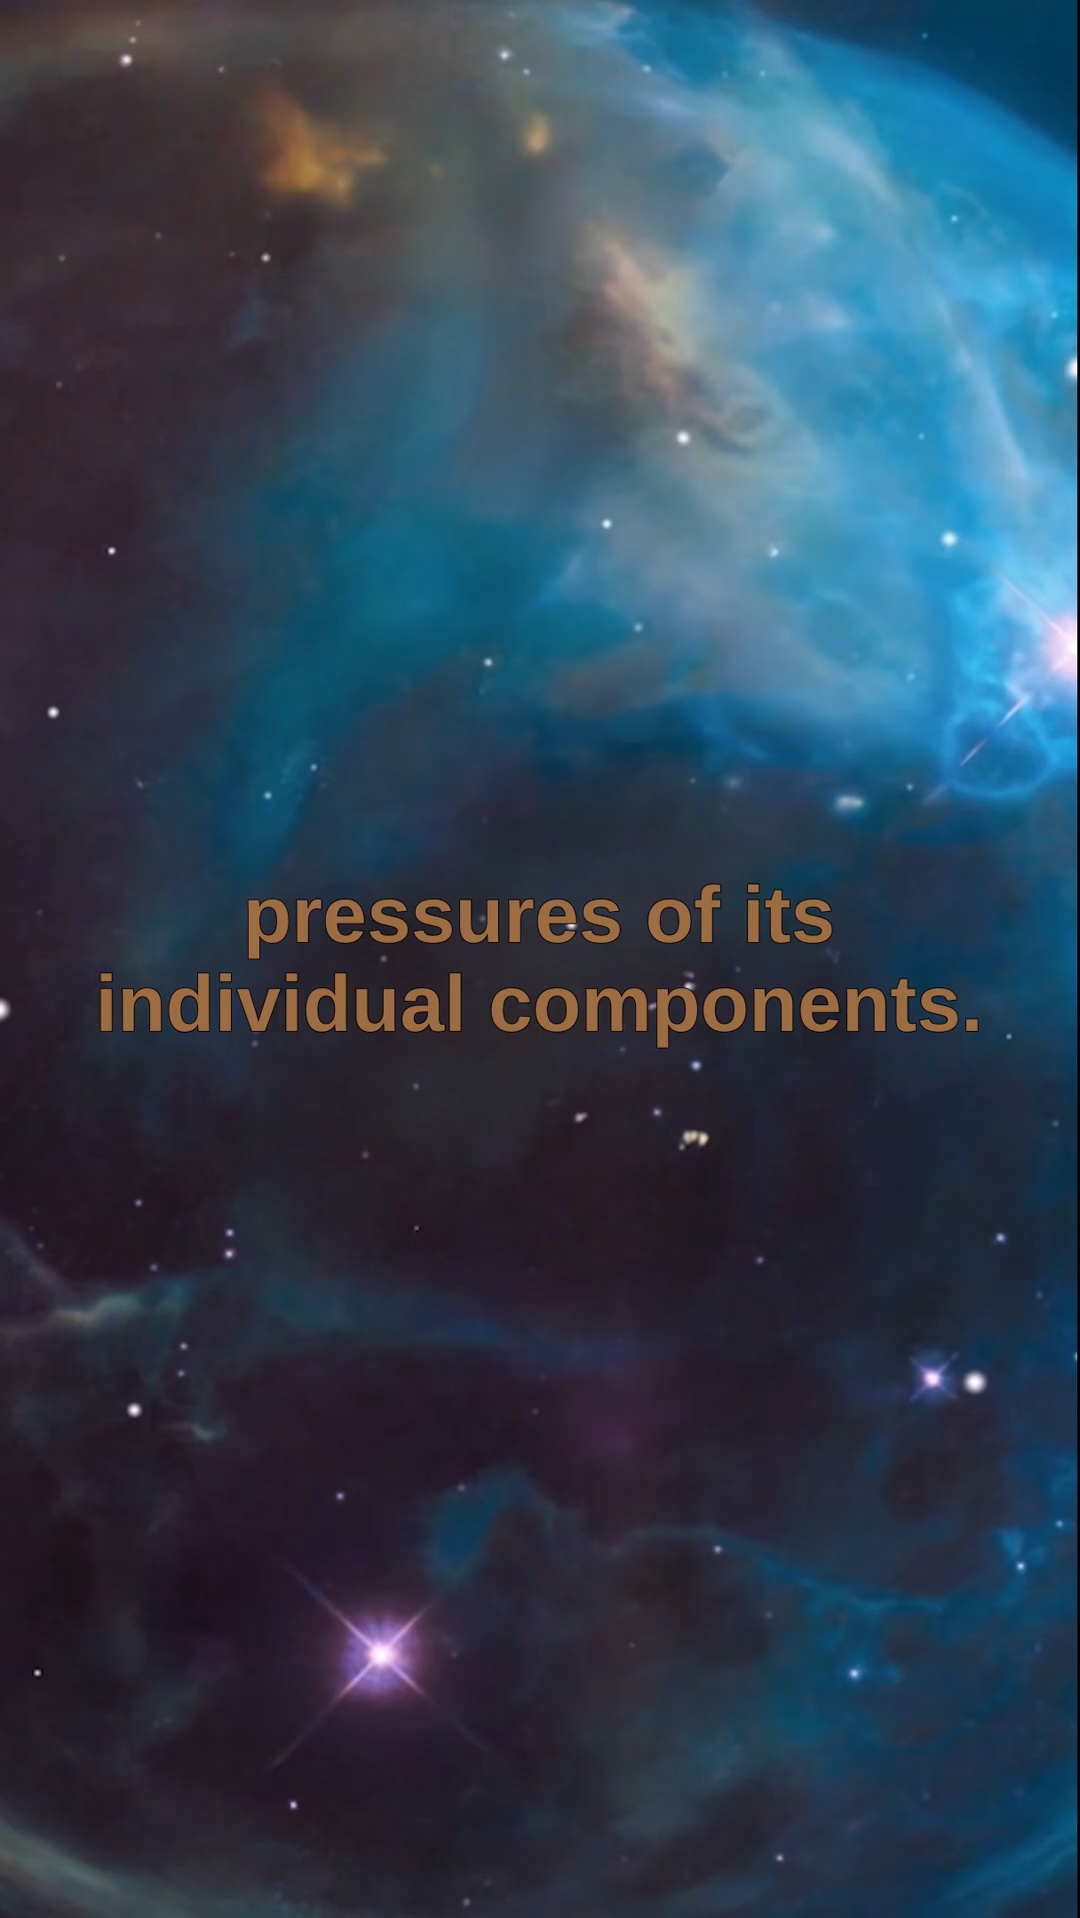 pressures of its
individual components.